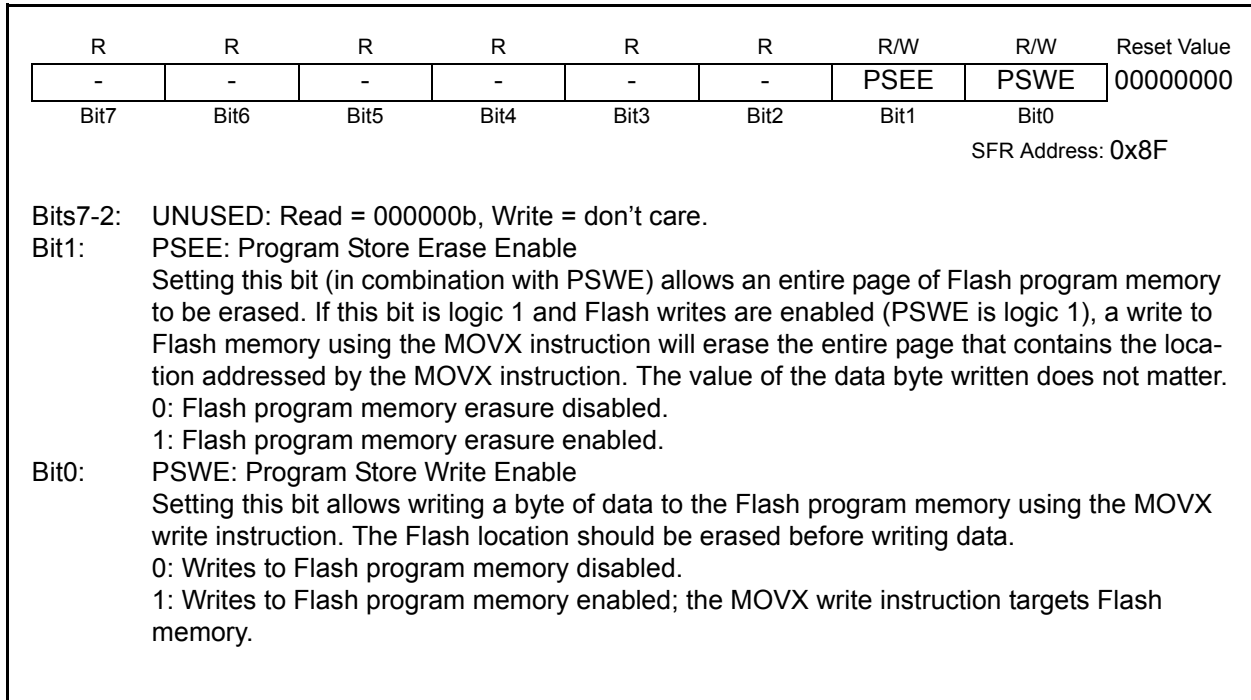 R R R R R R R/W R/W Reset Value
- - - - - - PSEE PSWE 00000000
Bit7 Bit6 Bit5 Bit4 Bit3 Bit2 Bit1 Bit0
SFR Address: 0x8F
Bits7-2: UNUSED: Read = 000000b, Write = don’t care.
Bit1: PSEE: Program Store Erase Enable
Setting this bit (in combination with PSWE) allows an entire page of Flash program memory
to be erased. If this bit is logic 1 and Flash writes are enabled (PSWE is logic 1), a write to
Flash memory using the MOVX instruction will erase the entire page that contains the loca-
tion addressed by the MOVX instruction. The value of the data byte written does not matter.
0: Flash program memory erasure disabled.
1: Flash program memory erasure enabled.
Bit0: PSWE: Program Store Write Enable
Setting this bit allows writing a byte of data to the Flash program memory using the MOVX
write instruction. The Flash location should be erased before writing data.
0: Writes to Flash program memory disabled.
1: Writes to Flash program memory enabled; the MOVX write instruction targets Flash
memory.